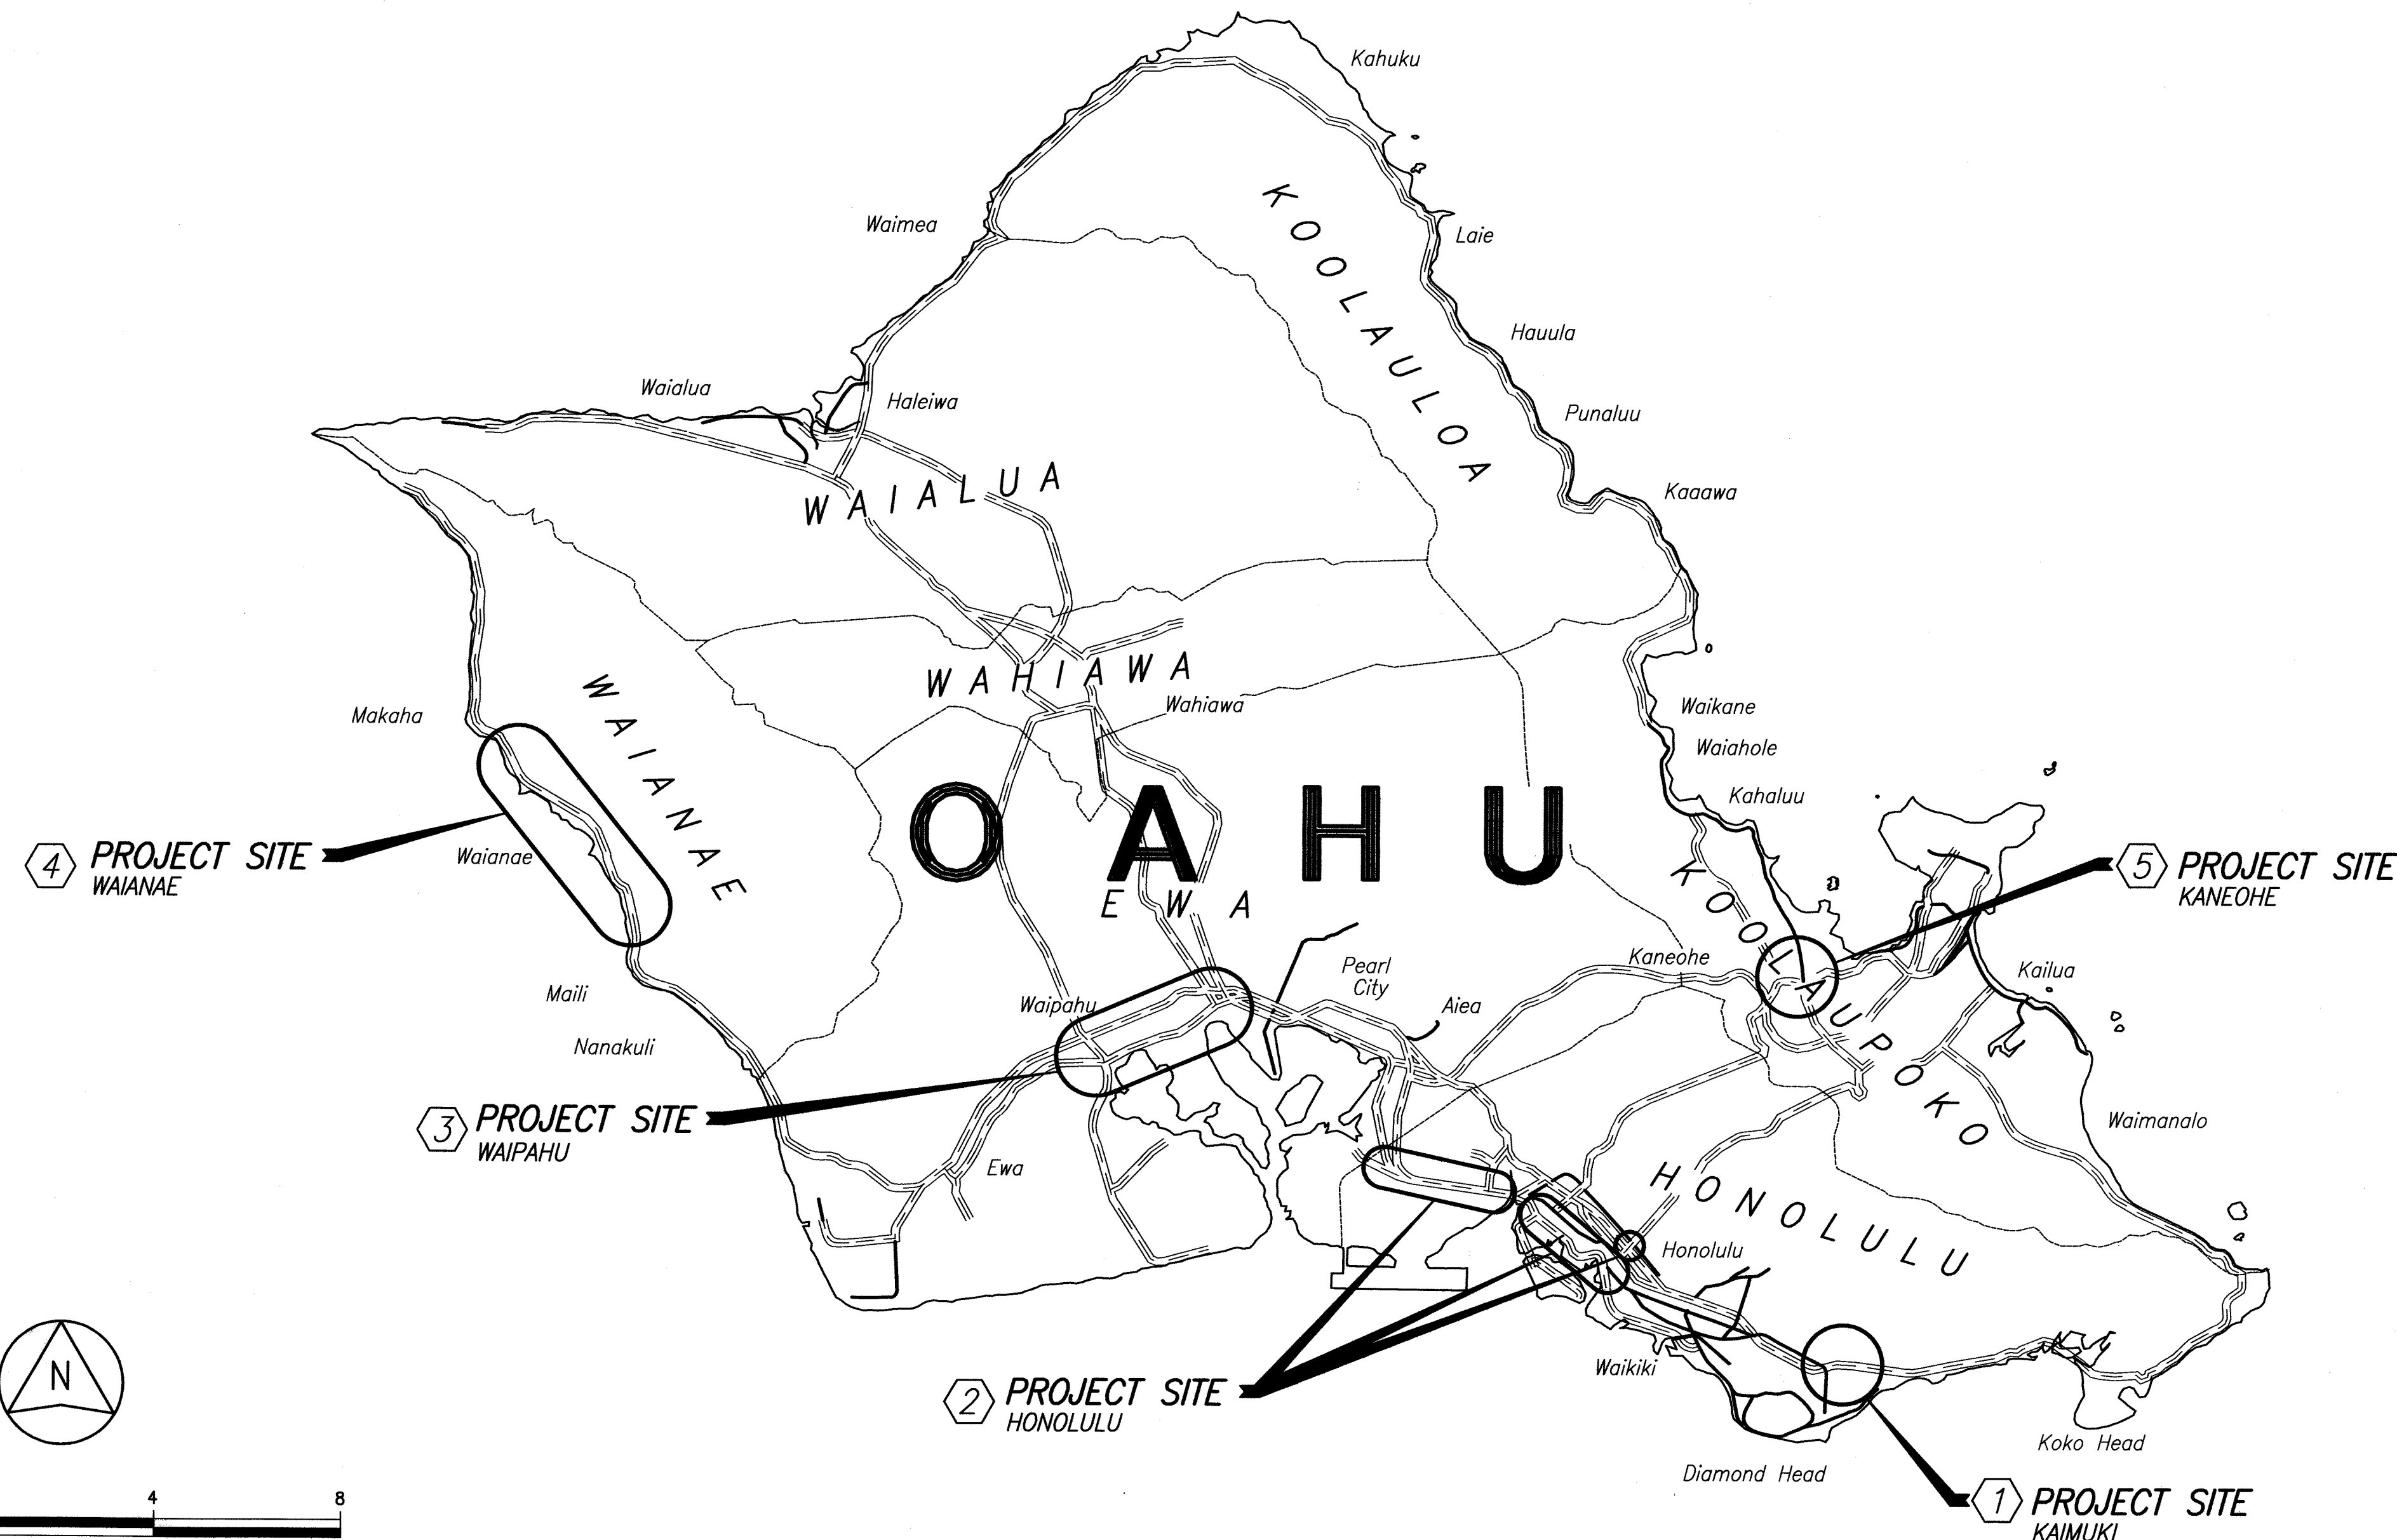 Kahuku
KOOLAULOA
Waimea
Laie
Hauula
Waialua
Haleiwa
Punaluu
WAIALUA
Kaaawa
WAHIAWA
Wahiawa
WAIANAE
Makaha
Waikane
Waiahole
Kahaluu
OAHU
4 PROJECT SITE
WAIANAE
Waianae
EWA
5 PROJECT SITE
KANEOHE
KOOLAUPOKO
Kaneohe
Pearl
City
Kailua
Maili
Waipahu
Aiea
Nanakuli
3 PROJECT SITE
WAIPAHU
Waimanalo
Ewa
HONOLULU
Honolulu
N
Waikiki
2 PROJECT SITE
HONOLULU
Koko Head
Diamond Head
4 8
1 PROJECT SITE
KAIMUKI